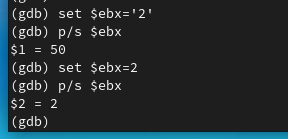 (gdb) set $ebx='2'
(gdb) p/s $ebx
$1 = 50
(gdb) set $ebx=2
(gdb) p/s $ebx
$2 = 2
(gdb)